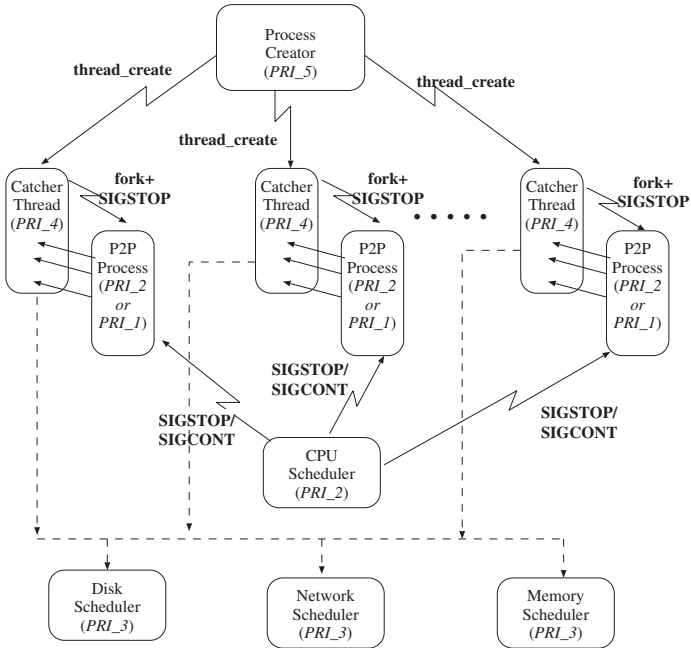 Process
Creator
(PRI_5)
thread_create
thread_create
thread_create
Catcher
Thread
(PRI_4)
fork+
SIGSTOP
P2P
Process
(PRI_2
or
PRI_1)
Catcher
Thread
(PRI_4)
fork+
SIGSTOP
P2P
Process
(PRI_2
or
PRI_1)
Catcher
Thread
(PRI_4)
fork+
SIGSTOP
P2P
Process
(PRI_2
or
PRI_1)
SIGSTOP/
SIGCONT
SIGSTOP/
SIGCONT
SIGSTOP/
SIGCONT
CPU
Scheduler
(PRI_2)
Disk
Scheduler
(PRI_3)
Network
Scheduler
(PRI_3)
Memory
Scheduler
(PRI_3)